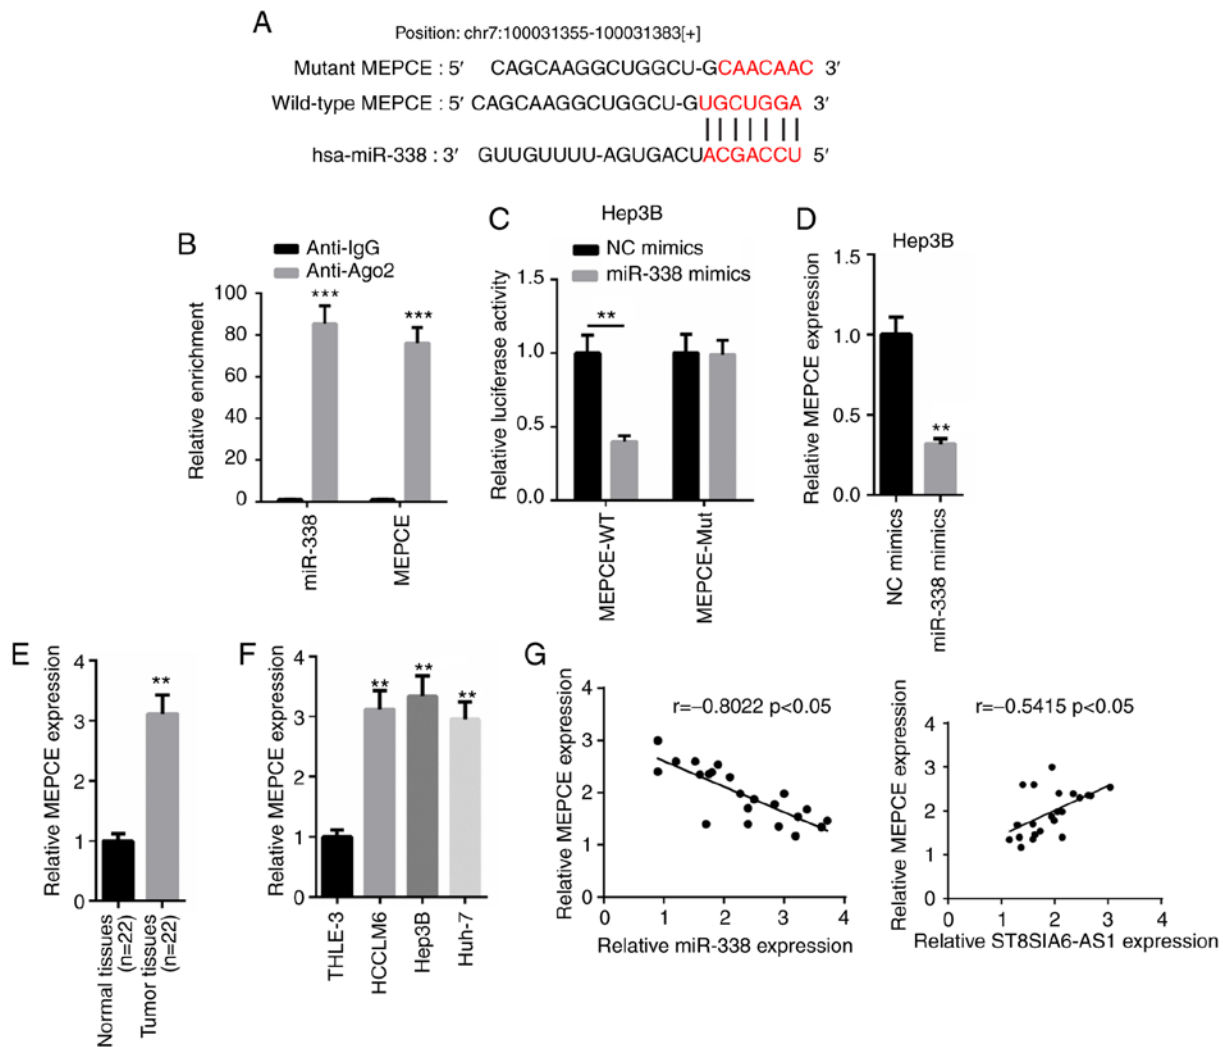 A
Position: chr7:100031355-100031383[+]
Mutant MEPCE : 5′ CAGCAAGGCUGGCU-GCAACAAC 3′
Wild-type MEPCE : 5′ CAGCAAGGCUGGCU-GUGCUGGA 3′
hsa-miR-338 : 3′ GUUGUUUU-AGUGACUACGACCU 5′
B
Anti-IgG
Anti-Ago2
Relative enrichment
100
80
60
40
20
0
***
***
miR-338
MEPCE
C
Hep3B
NC mimics
miR-338 mimics
Relative luciferase activity
1.5
1.0
0.5
0.0
**
MEPCE-WT
MEPCE-Mut
D
Hep3B
Relative MEPCE expression
1.5
1.0
0.5
0.0
**
NC mimics
miR-338 mimics
E
Relative MEPCE expression
4
3
2
1
0
**
Normal tissues
(n=22)
Tumor tissues
(n=22)
F
Relative MEPCE expression
4
3
2
1
0
**
**
**
THLE-3
HCCLM6
Hep3B
Huh-7
G
Relative MEPCE expression
4
3
2
1
0
r=−0.8022 p<0.05
0 1 2 3 4
Relative miR-338 expression
Relative MEPCE expression
4
3
2
1
0
r=−0.5415 p<0.05
0 1 2 3 4
Relative ST8SIA6-AS1 expression